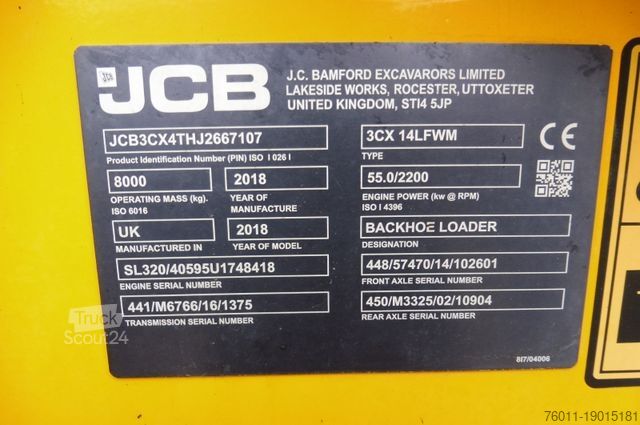 JCB
J.C. BAMFORD EXCAVARORS LIMITED
LAKESIDE WORKS, ROCESTER, UTTOXETER
UNITED KINGDOM, STI4 5JP
JCB3CX4THJ2667107
Product Identification Number (PIN) ISO I 026 I
3CX 14LFWM
TYPE
CE
8000
OPERATING MASS (kg).
ISO 6016
2018
YEAR OF
MANUFACTURE
55.0/2200
ENGINE POWER (kw @ RPM)
ISO I 4396
UK
MANUFACTURED IN
2018
YEAR OF MODEL
BACKHOE LOADER
DESIGNATION
SL320/40595U1748418
ENGINE SERIAL NUMBER
448/57470/14/102601
FRONT AXLE SERIAL NUMBER
441/M6766/16/1375
TRANSMISSION SERIAL NUMBER
450/M3325/02/10904
REAR AXLE SERIAL NUMBER
8I7/04006
Truck
Scout24
76011-19015181